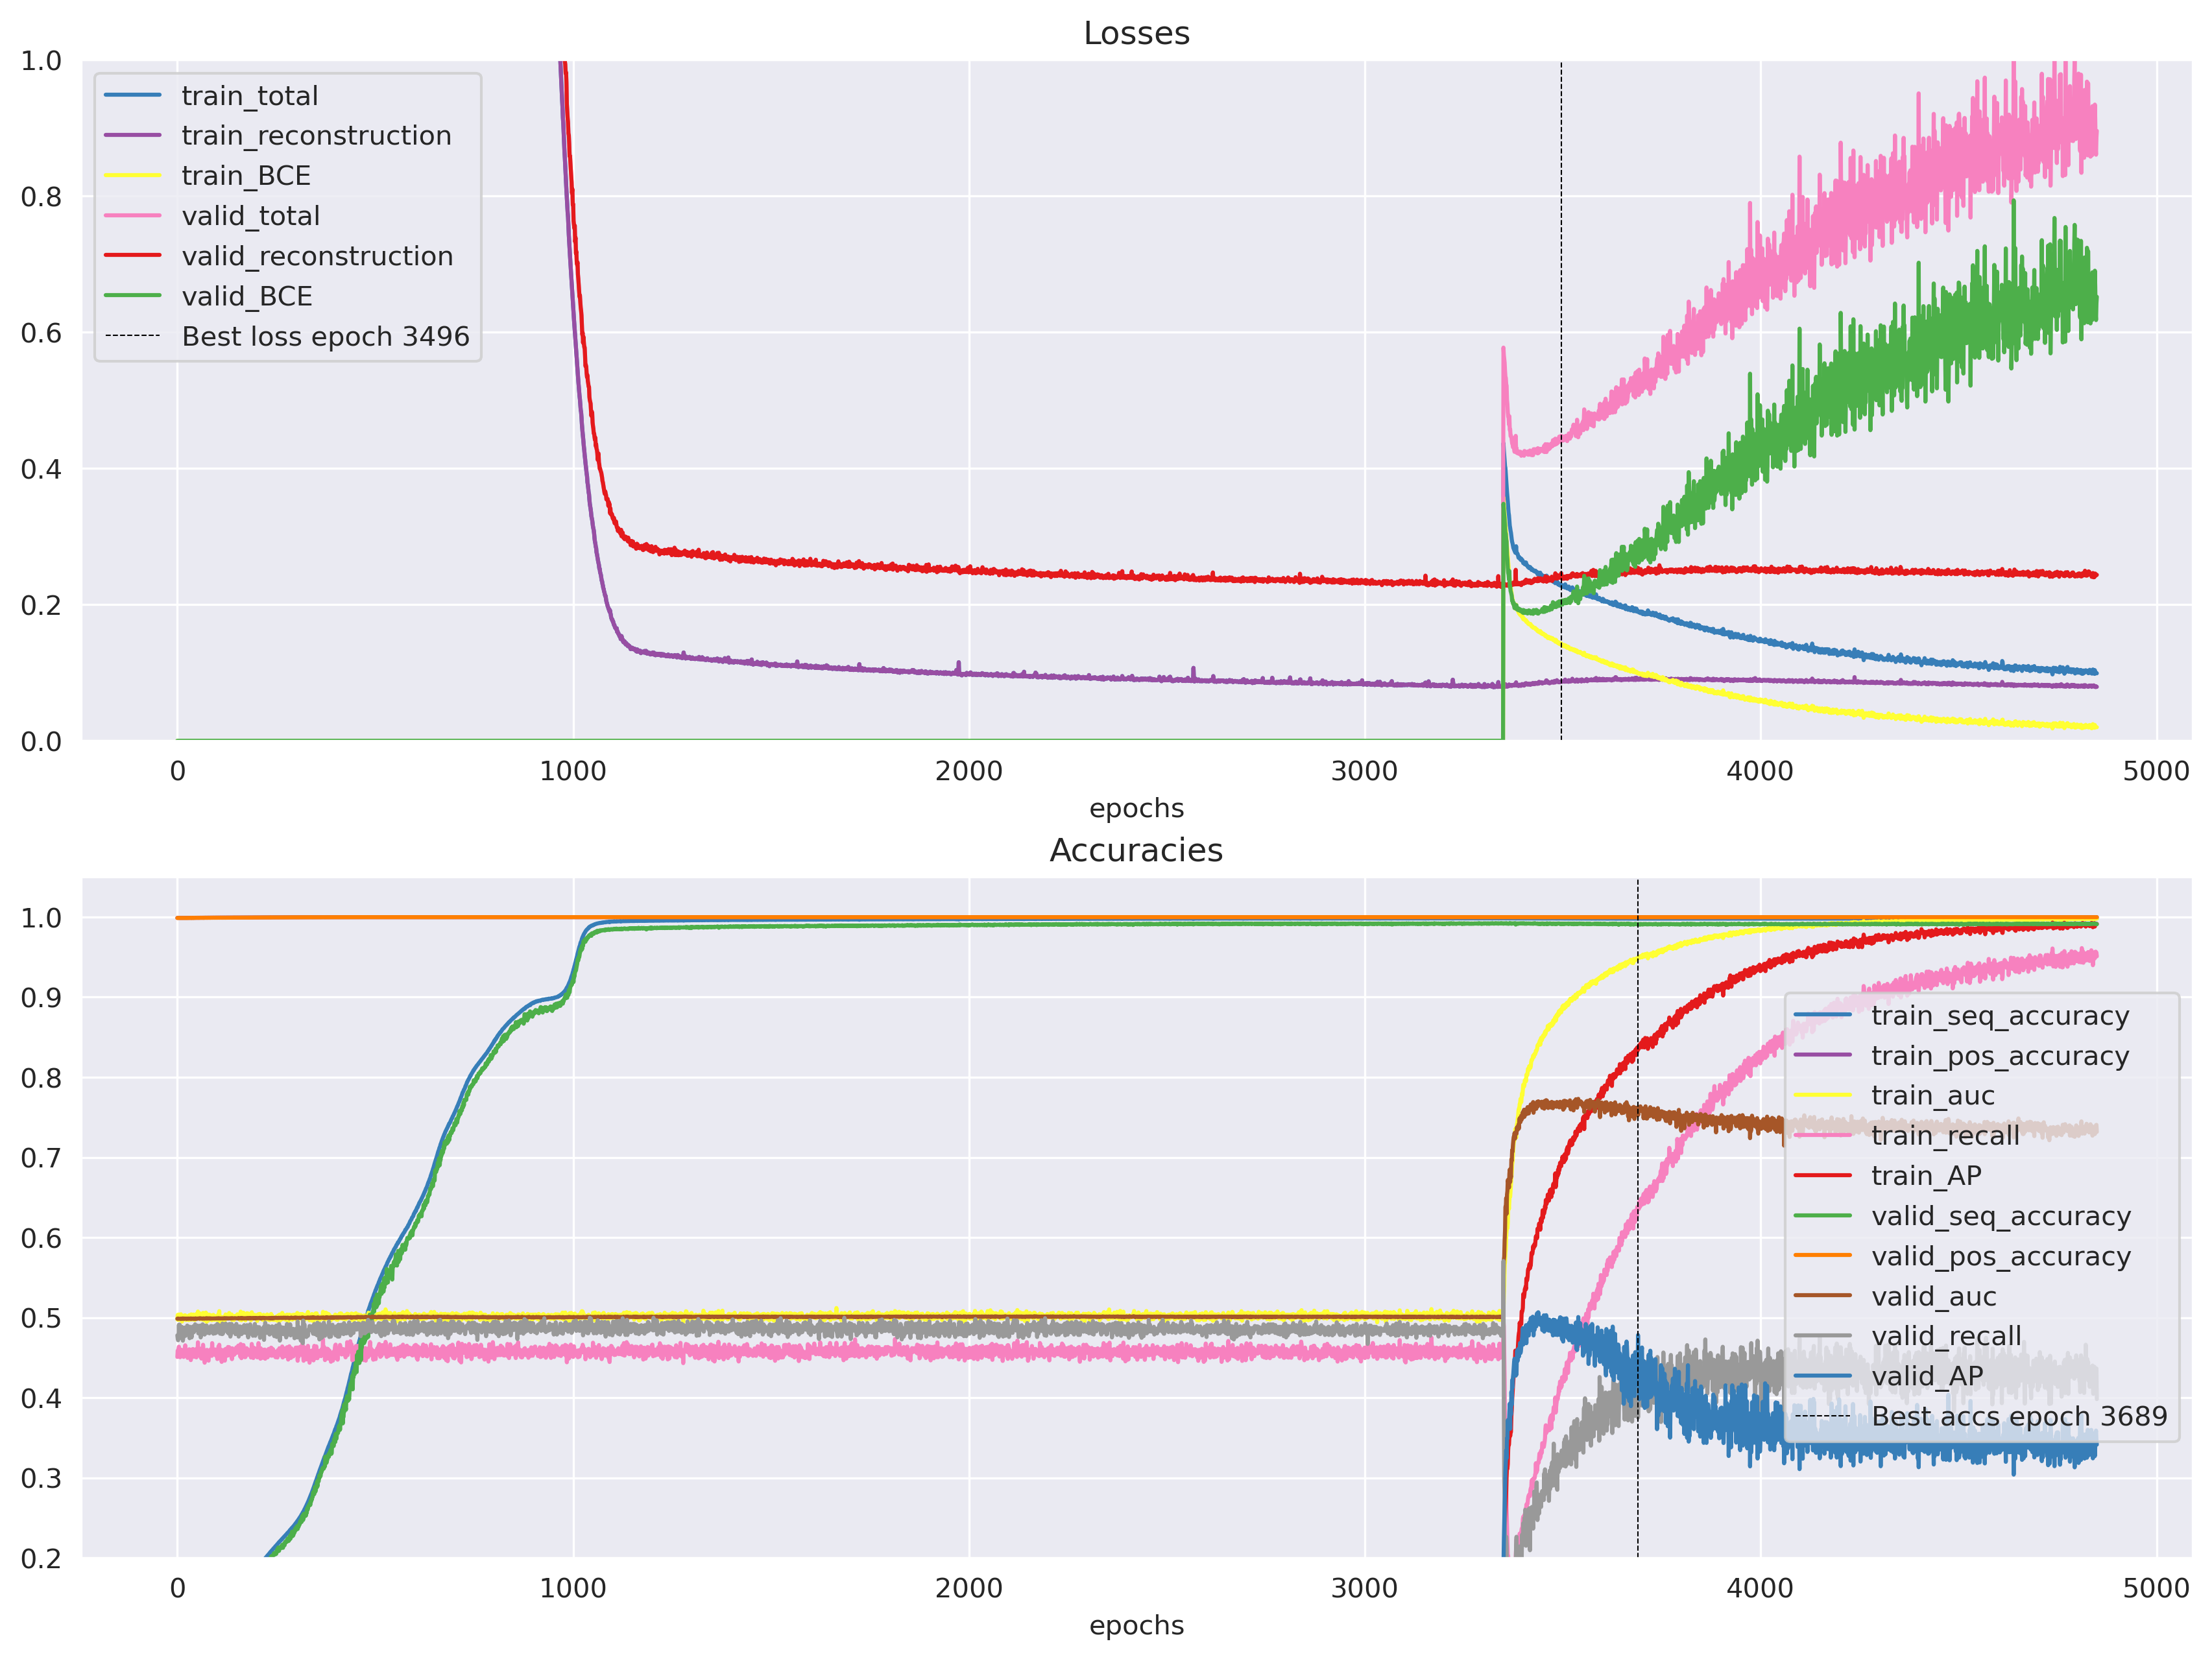 Losses
1.0
0.8
0.6
0.4
0.2
0.0
train_total
train_reconstruction
train_BCE
valid_total
valid_reconstruction
valid_BCE
Best loss epoch 3496
0 1000 2000 3000 4000 5000
epochs
Accuracies
1.0
0.9
0.8
0.7
0.6
0.5
0.4
0.3
0.2
train_seq_accuracy
train_pos_accuracy
train_auc
train_recall
train_AP
valid_seq_accuracy
valid_pos_accuracy
valid_auc
valid_recall
valid_AP
Best accs epoch 3689
0 1000 2000 3000 4000 5000
epochs